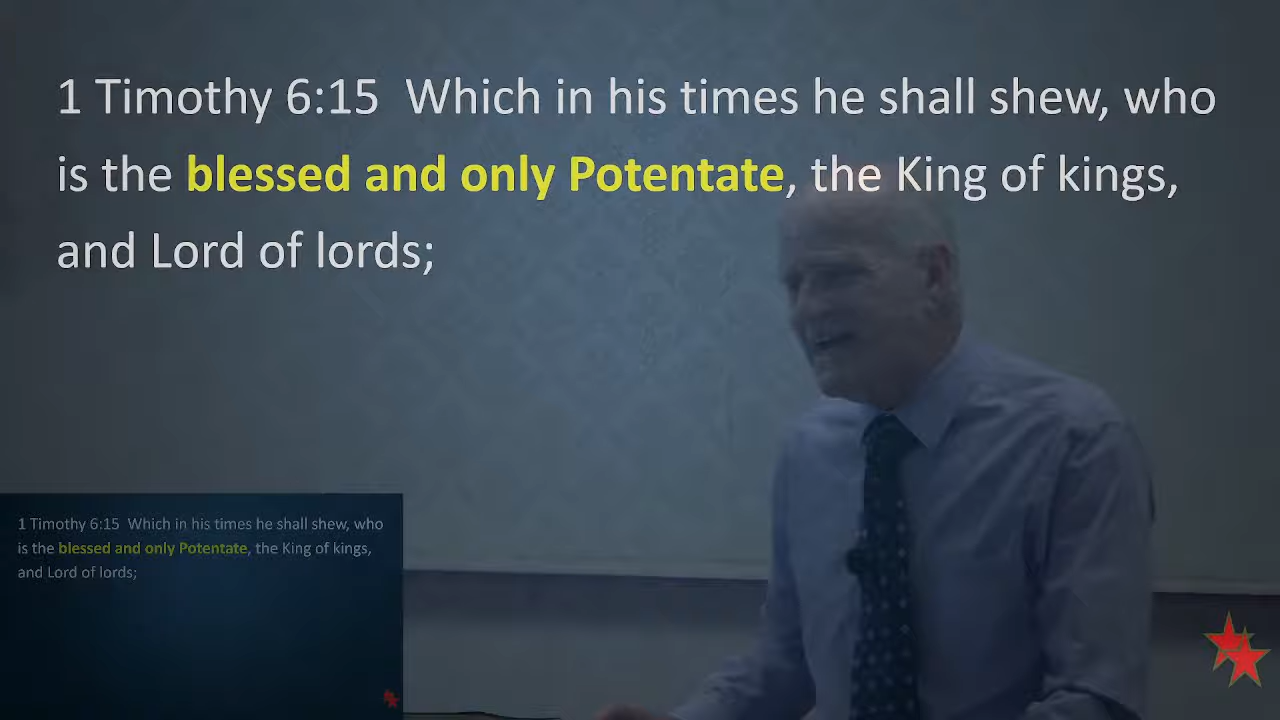 1 Timothy 6:15  Which in his times he shall shew, who
is the blessed and only Potentate, the King of kings,
and Lord of lords;
1 Timothy 6:15  Which in his times he shall shew, who
is the blessed and only Potentate, the King of kings,
and Lord of lords;